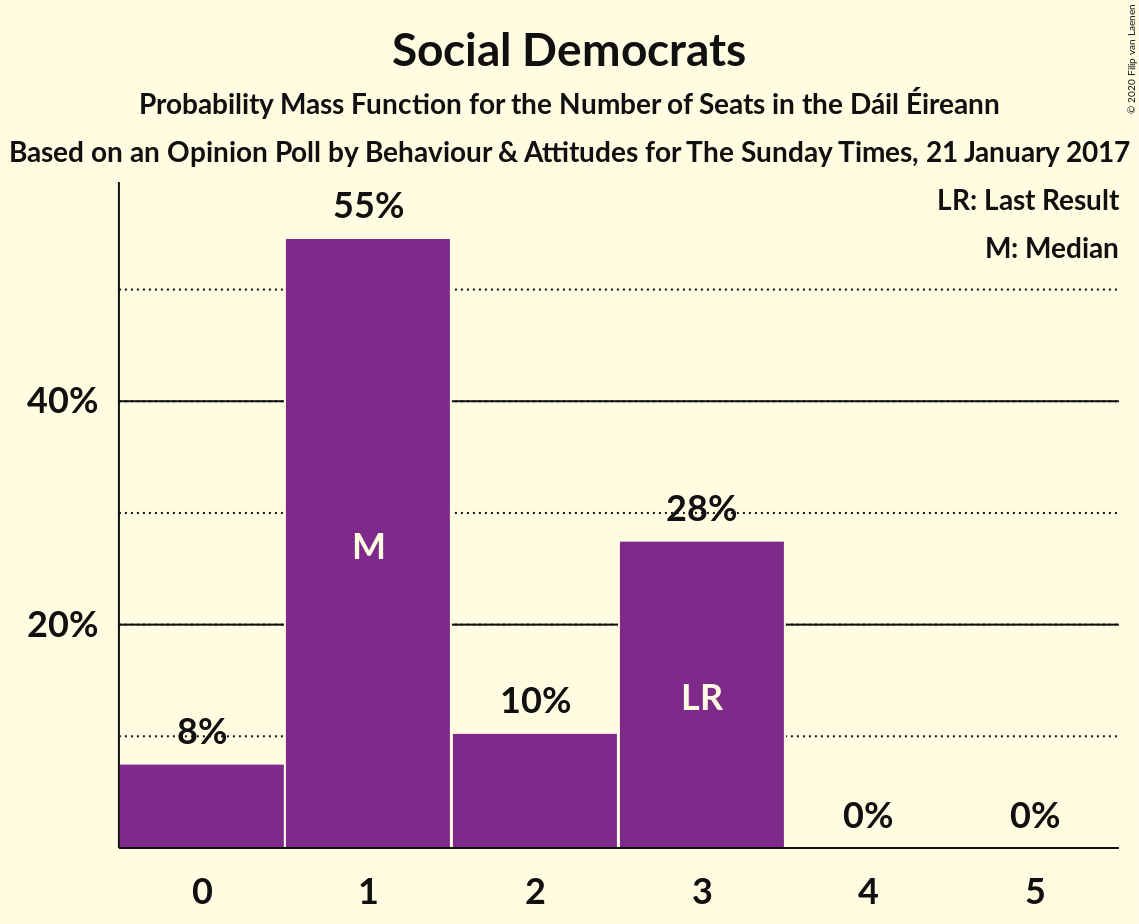 Social Democrats
Probability Mass Function for the Number of Seats in the Dáil Éireann
Based on an Opinion Poll by Behaviour & Attitudes for The Sunday Times, 21 January 2017
© 2020 Filip van Laenen
LR: Last Result
M: Median
55%
40%
28%
M
20%
10%
LR
8%
0%
0%
0 1 2 3 4 5